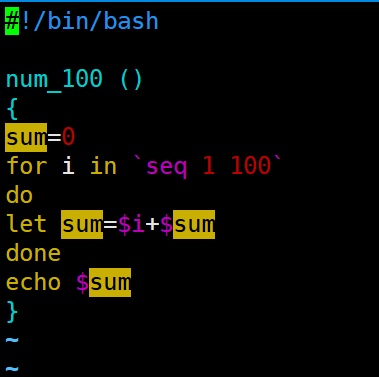 #!/bin/bash
num_100 ()
{
sum=0
for i in `seq 1 100`
do
let sum=$i+$sum
done
echo $sum
}
~
~